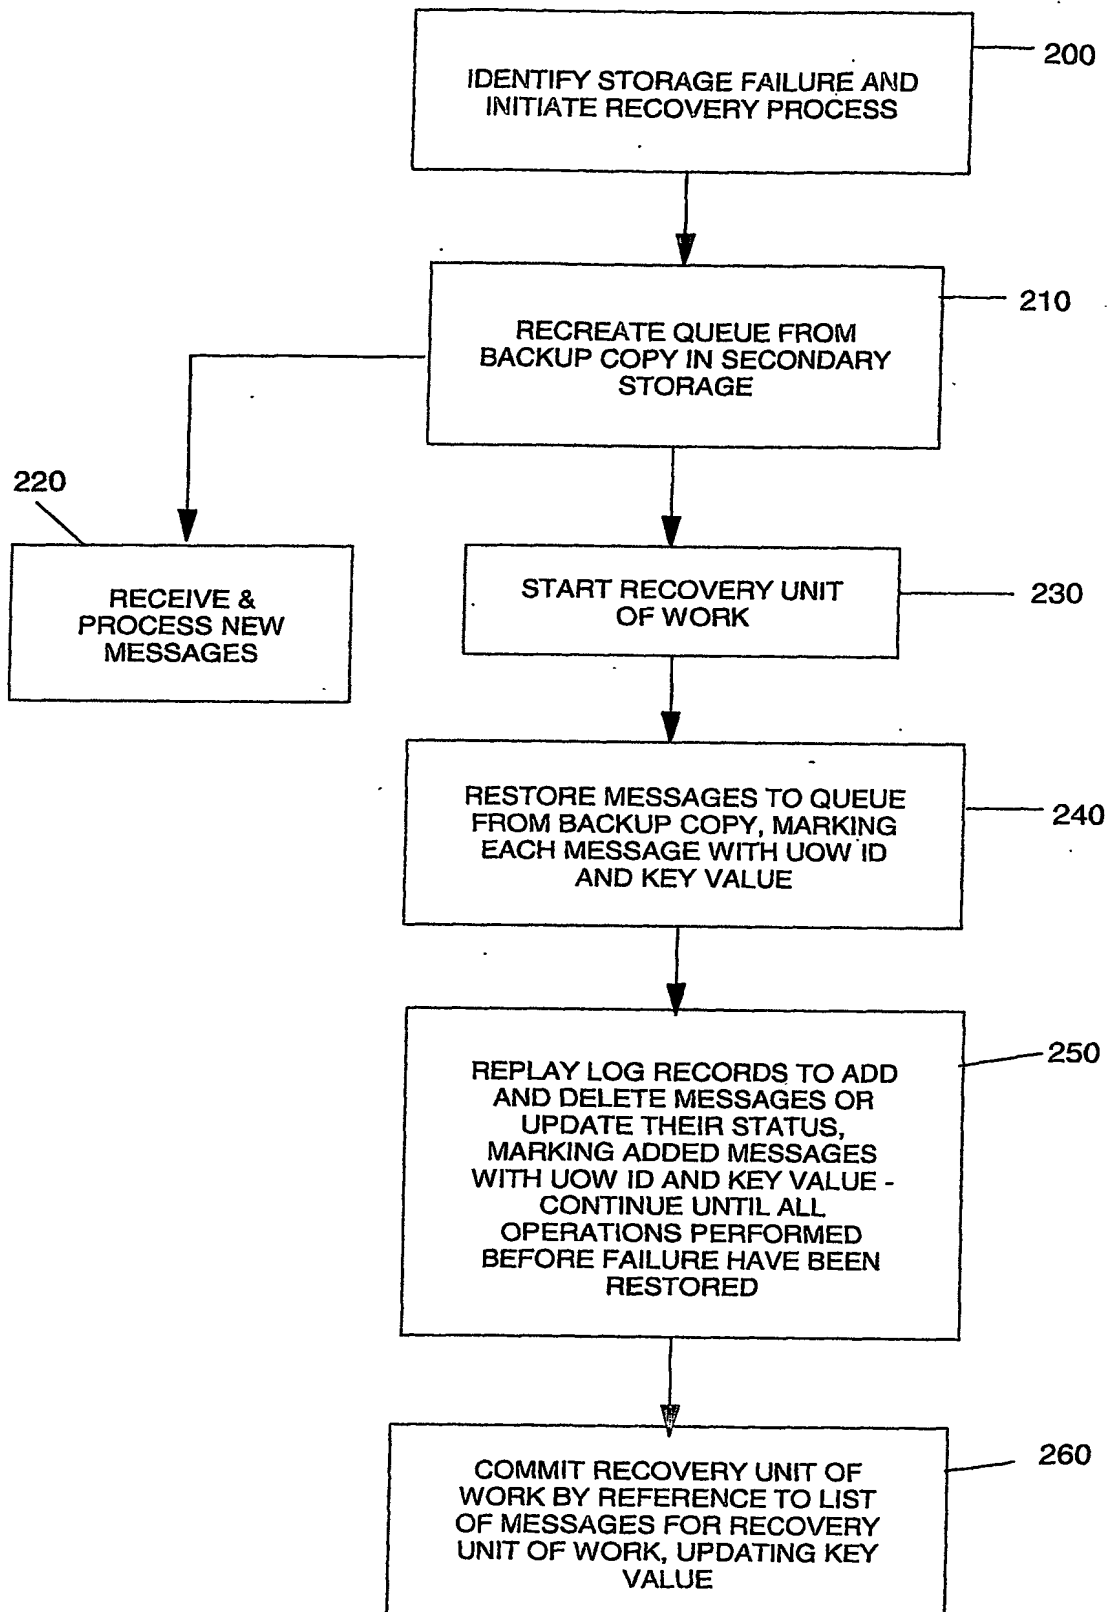 200
IDENTIFY STORAGE FAILURE AND
INITIATE RECOVERY PROCESS
210
RECREATE QUEUE FROM
BACKUP COPY IN SECONDARY
STORAGE
220
RECEIVE &
PROCESS NEW
MESSAGES
START RECOVERY UNIT
OF WORK
230
RESTORE MESSAGES TO QUEUE
FROM BACKUP COPY, MARKING
EACH MESSAGE WITH UOW ID
AND KEY VALUE
240
REPLAY LOG RECORDS TO ADD
AND DELETE MESSAGES OR
UPDATE THEIR STATUS,
MARKING ADDED MESSAGES
WITH UOW ID AND KEY VALUE -
CONTINUE UNTIL ALL
OPERATIONS PERFORMED
BEFORE FAILURE HAVE BEEN
RESTORED
250
COMMIT RECOVERY UNIT OF
WORK BY REFERENCE TO LIST
OF MESSAGES FOR RECOVERY
UNIT OF WORK, UPDATING KEY
VALUE
260